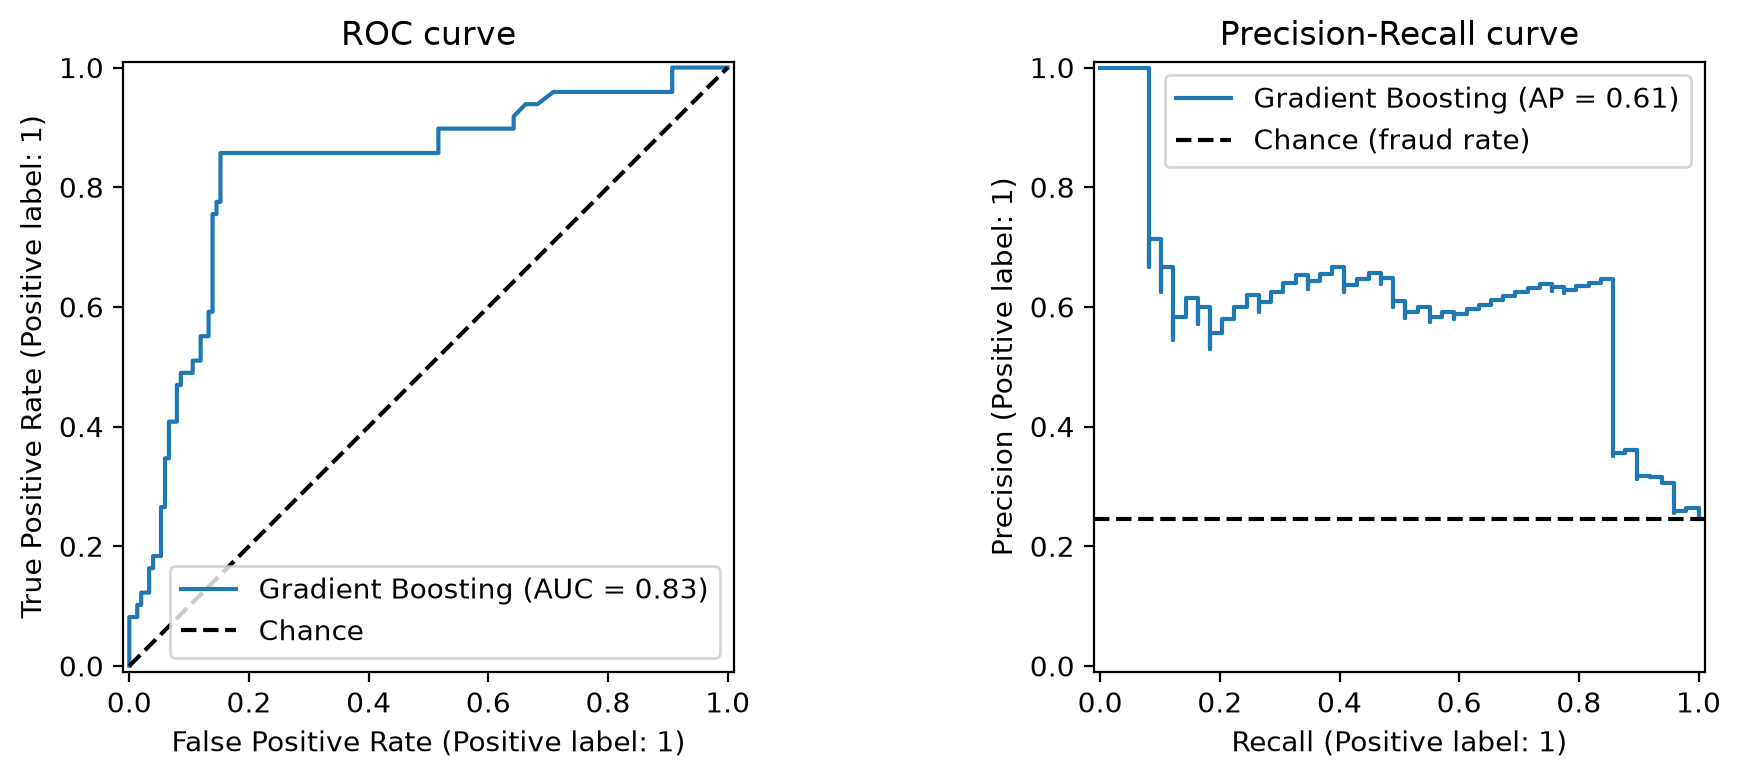 ROC curve
True Positive Rate (Positive label: 1)
1.0
0.8
0.6
0.4
0.2
0.0
Gradient Boosting (AUC = 0.83)
Chance
0.0 0.2 0.4 0.6 0.8 1.0
False Positive Rate (Positive label: 1)
Precision-Recall curve
Precision (Positive label: 1)
1.0
0.8
0.6
0.4
0.2
0.0
Gradient Boosting (AP = 0.61)
Chance (fraud rate)
0.0 0.2 0.4 0.6 0.8 1.0
Recall (Positive label: 1)